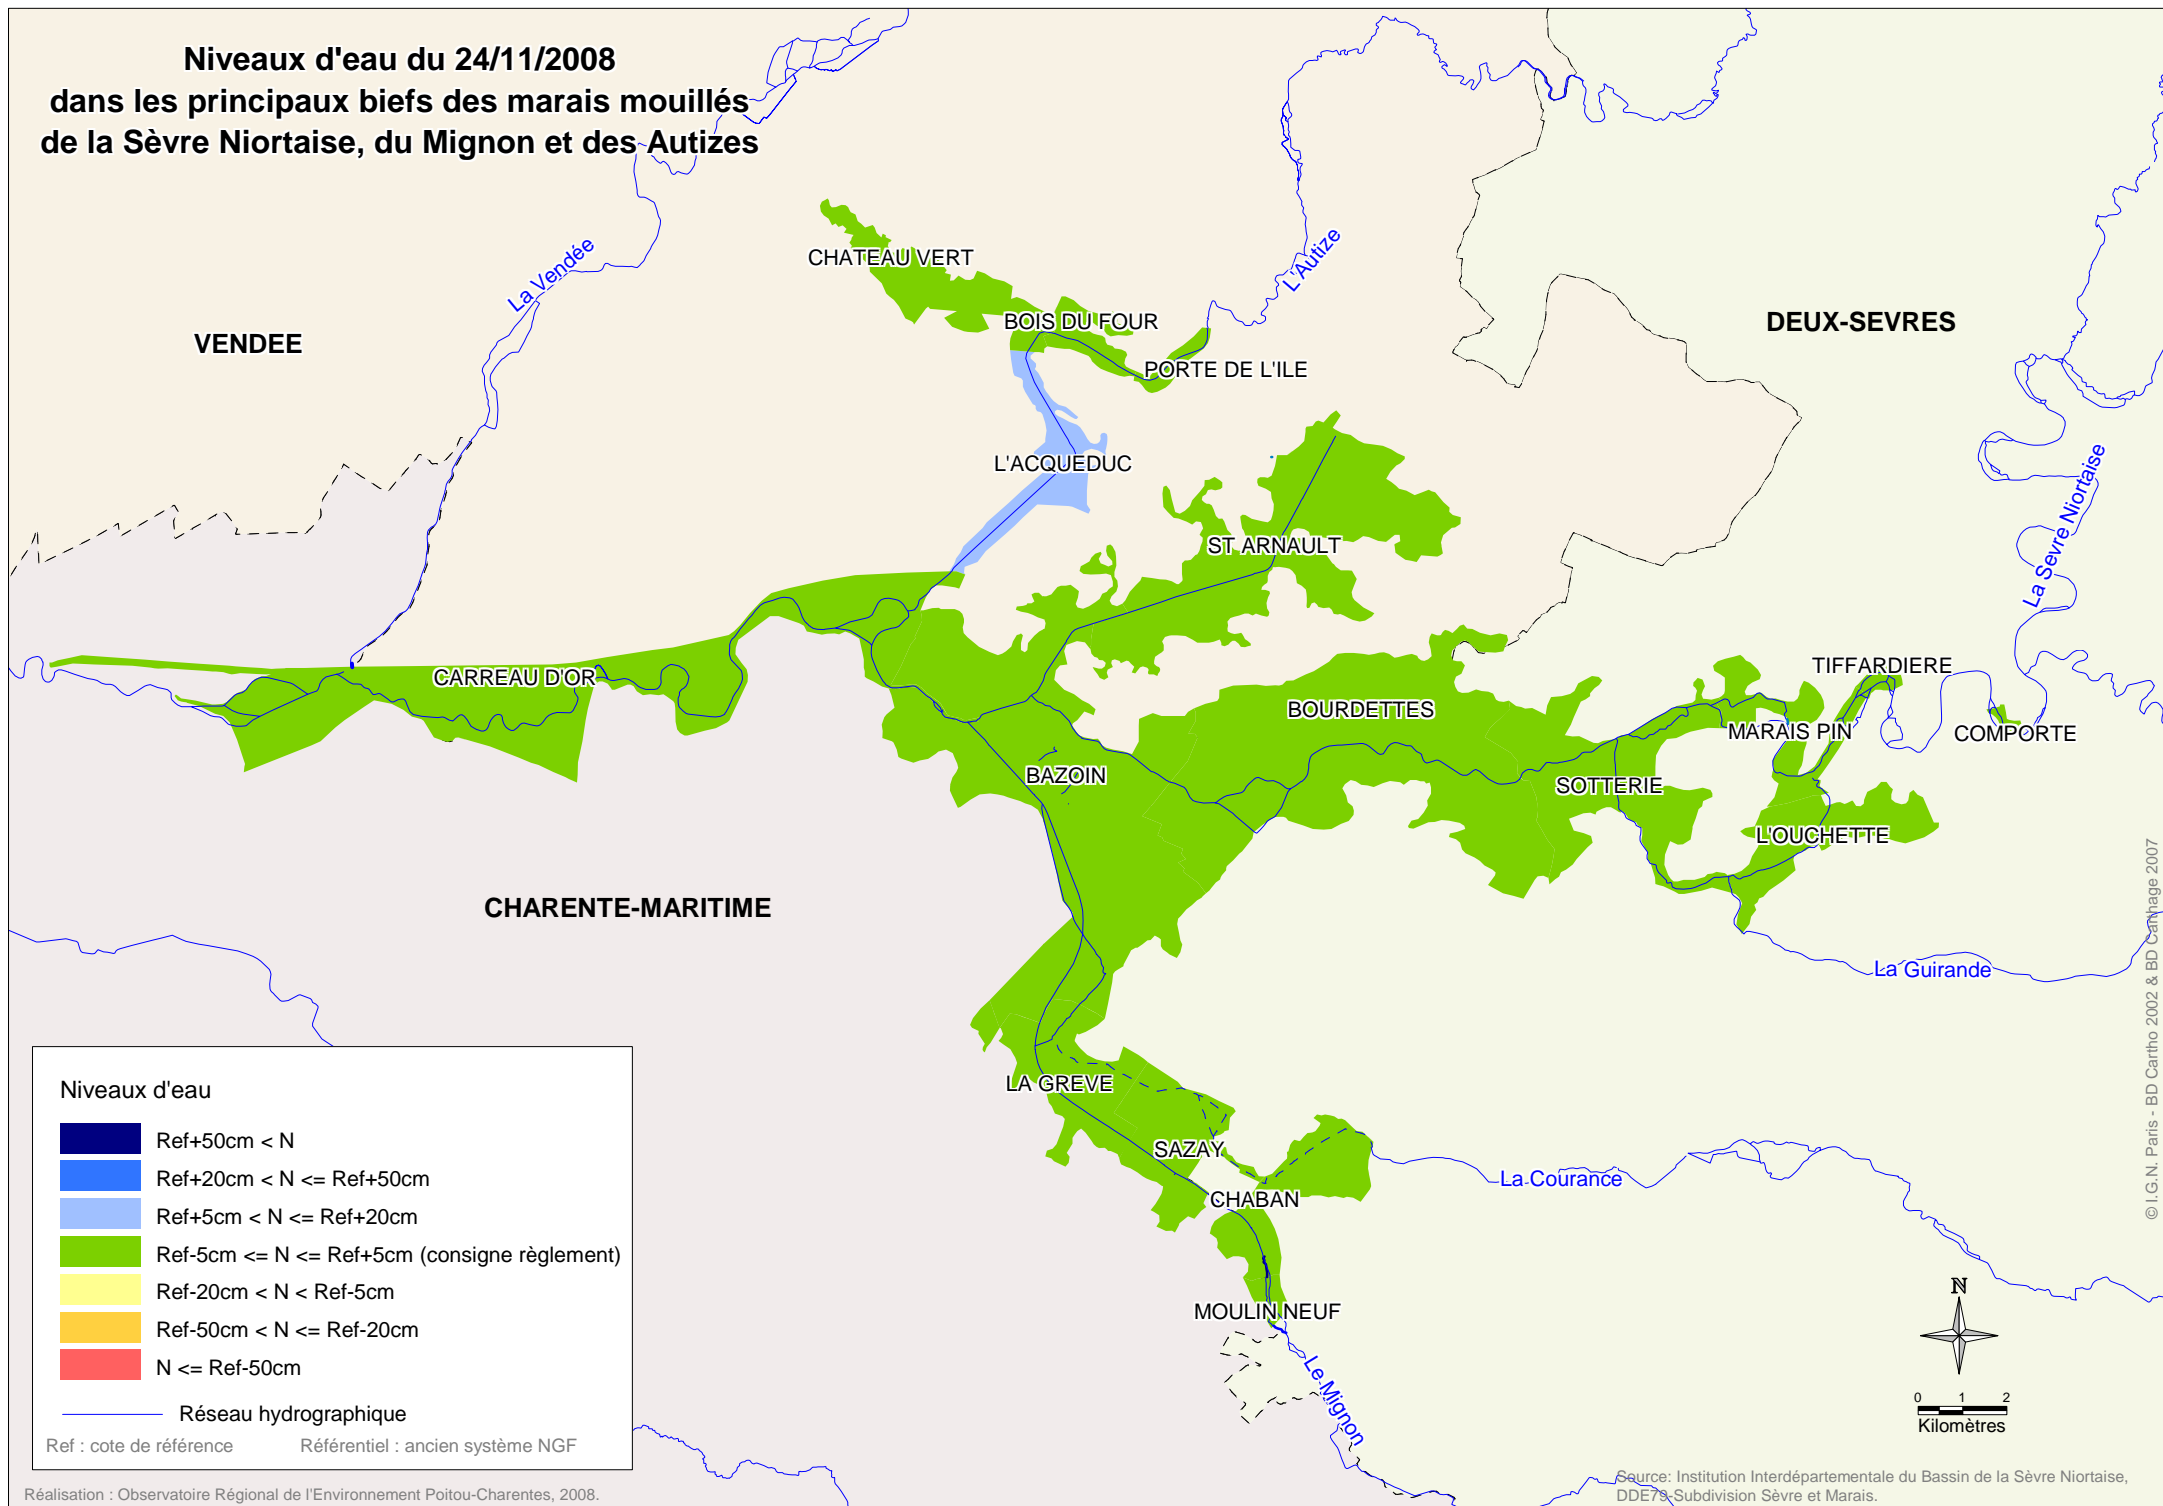 Niveaux d'eau du 24/11/2008
dans les principaux biefs des marais mouillés
de la Sèvre Niortaise, du Mignon et des Autizes
La Vendée
L'Autize
CHATEAU VERT
VENDEE
BOIS DU FOUR
DEUX-SEVRES
PORTE DE L'ILE
L'ACQUEDUC
La Sèvre Niortaise
ST ARNAULT
CARREAU D'OR
TIFFARDIERE
BOURDETTES
MARAIS PIN
COMPORTE
BAZOIN
SOTTERIE
L'OUCHETTE
CHARENTE-MARITIME
La Guirande
LA GREVE
SAZAY
La Courance
CHABAN
MOULIN NEUF
Le Mignon
Niveaux d'eau
Ref+50cm < N
Ref+20cm < N <= Ref+50cm
Ref+5cm < N <= Ref+20cm
Ref-5cm <= N <= Ref+5cm (consigne règlement)
Ref-20cm < N < Ref-5cm
Ref-50cm < N <= Ref-20cm
N <= Ref-50cm
Réseau hydrographique
Ref : cote de référence Référentiel : ancien système NGF
N
0 1 2
Kilomètres
© I.G.N. Paris - BD Cartho 2002 & BD Carthage 2007
Réalisation : Observatoire Régional de l'Environnement Poitou-Charentes, 2008.
Source: Institution Interdépartementale du Bassin de la Sèvre Niortaise,
DDE79-Subdivision Sèvre et Marais.